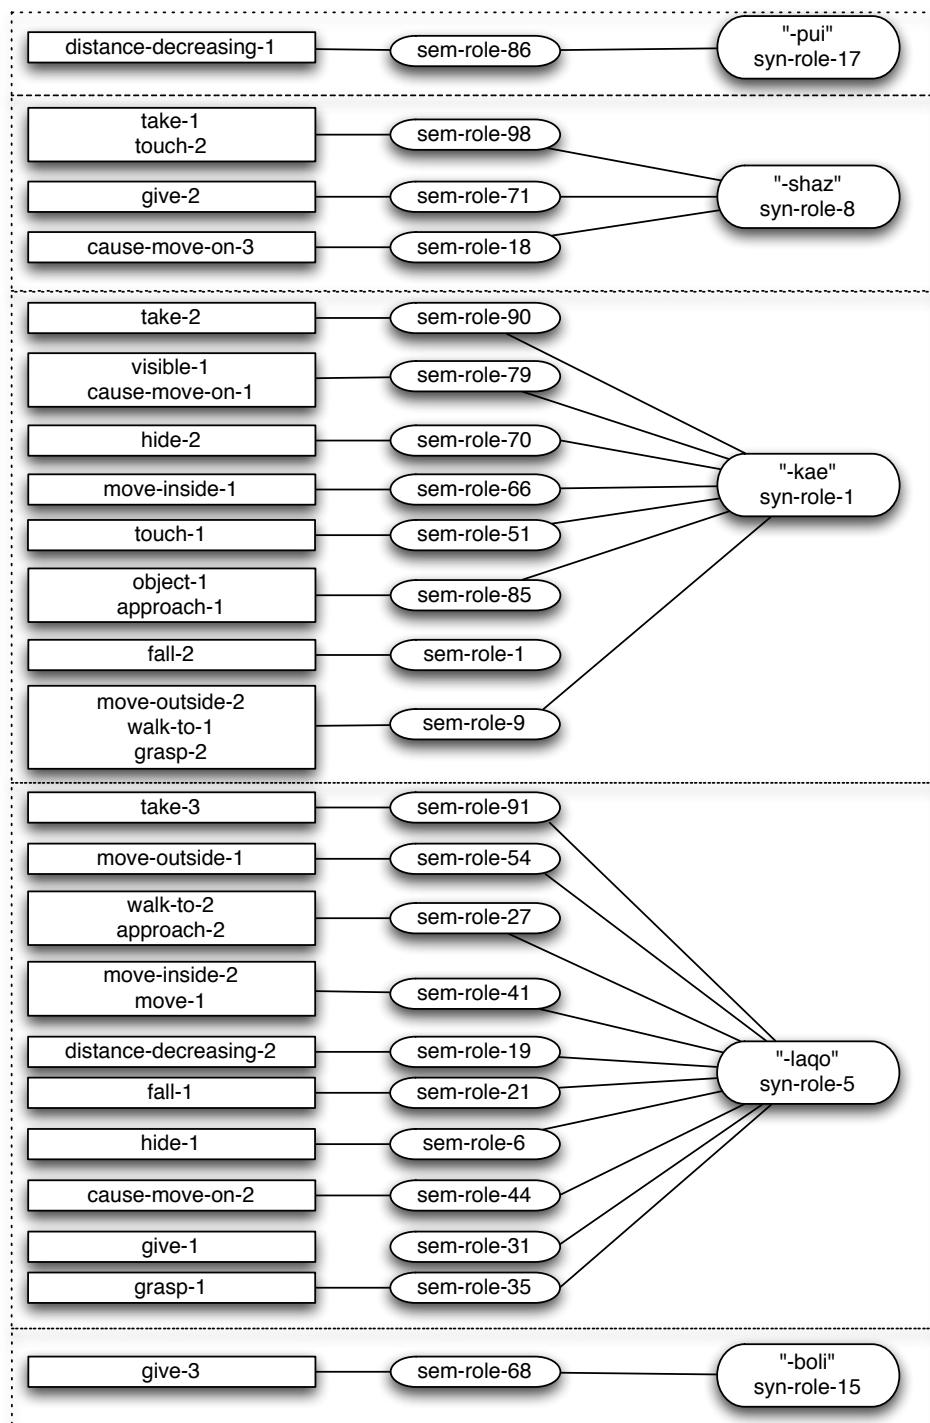 distance-decreasing-1
sem-role-86
"-pui"
syn-role-17
take-1
touch-2
sem-role-98
give-2
sem-role-71
cause-move-on-3
sem-role-18
"-shaz"
syn-role-8
take-2
sem-role-90
visible-1
cause-move-on-1
sem-role-79
hide-2
sem-role-70
move-inside-1
sem-role-66
touch-1
sem-role-51
object-1
approach-1
sem-role-85
fall-2
sem-role-1
move-outside-2
walk-to-1
grasp-2
sem-role-9
"-kae"
syn-role-1
take-3
sem-role-91
move-outside-1
sem-role-54
walk-to-2
approach-2
sem-role-27
move-inside-2
move-1
sem-role-41
distance-decreasing-2
sem-role-19
fall-1
sem-role-21
hide-1
sem-role-6
cause-move-on-2
sem-role-44
give-1
sem-role-31
grasp-1
sem-role-35
"-laqo"
syn-role-5
give-3
sem-role-68
"-boli"
syn-role-15